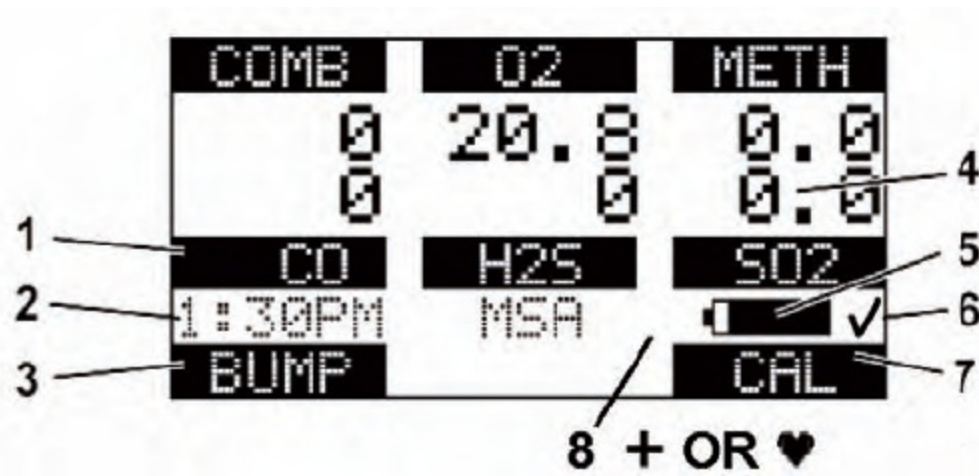 COMB O2 METH
0 20.8 0.0
0 0 0.0 4
1 CO H2S SO2 5
2 1:30PM MSA 6
3 BUMP CAL 7
8 + OR ♥